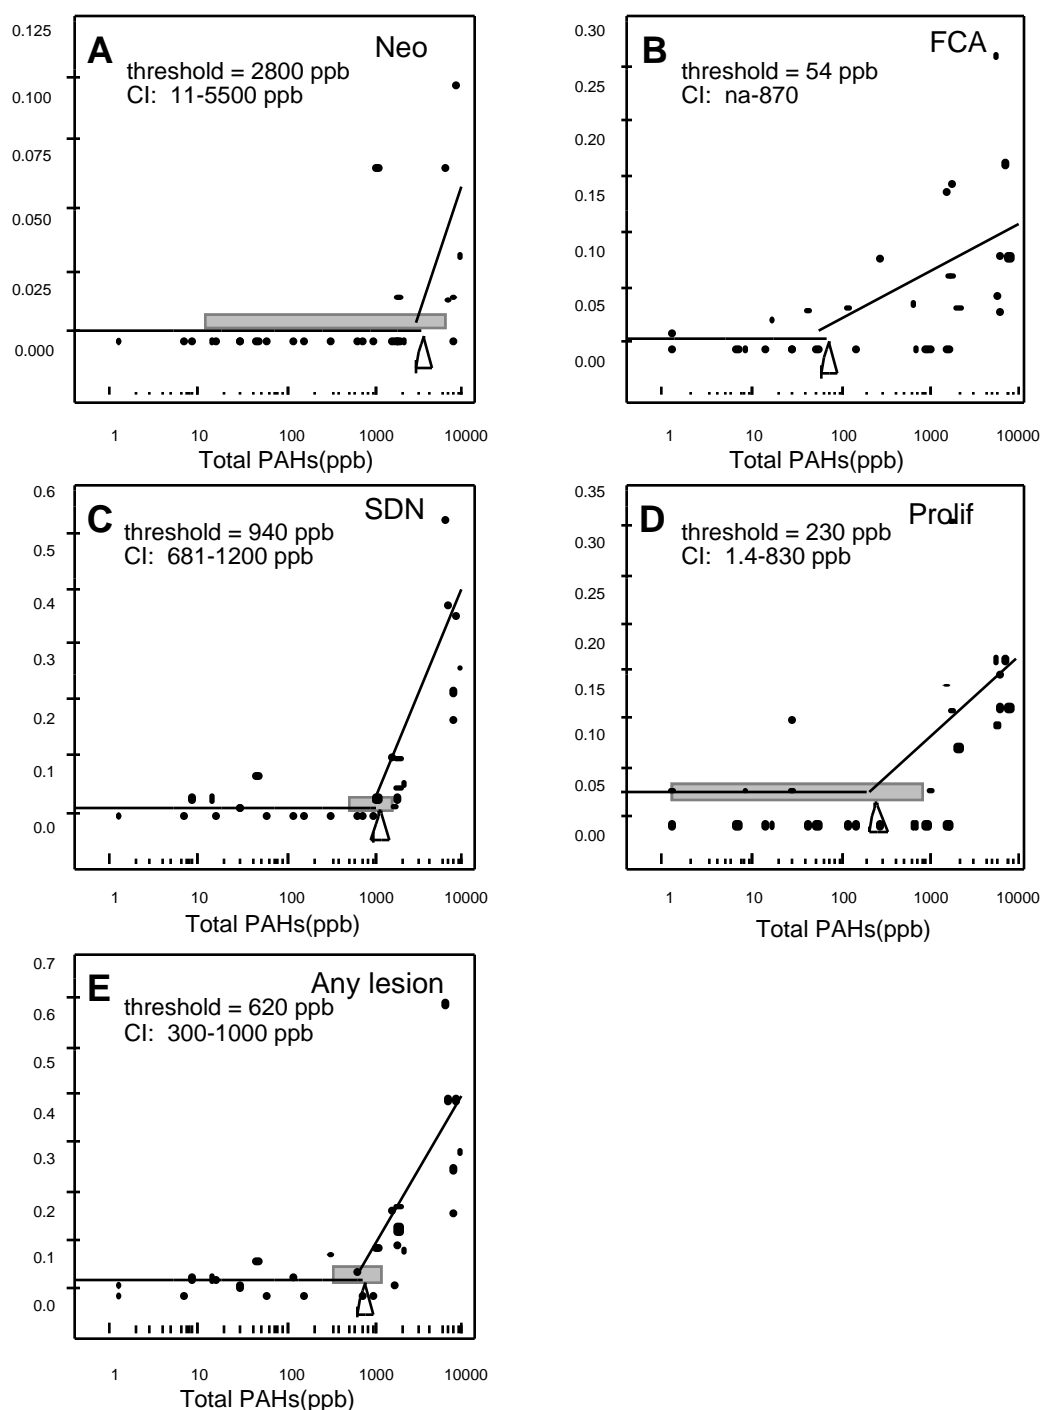 A Neo
threshold = 2800 ppb
CI: 11-5500 ppb
0.125
0.100
0.075
0.050
0.025
0.000
1 10 100 1000 10000
Total PAHs(ppb)
B FCA
threshold = 54 ppb
CI: na-870
0.30
0.25
0.20
0.15
0.10
0.05
0.00
1 10 100 1000 10000
Total PAHs(ppb)
C SDN
threshold = 940 ppb
CI: 681-1200 ppb
0.6
0.5
0.4
0.3
0.2
0.1
0.0
1 10 100 1000 10000
Total PAHs(ppb)
D Prolif
threshold = 230 ppb
CI: 1.4-830 ppb
0.35
0.30
0.25
0.20
0.15
0.10
0.05
0.00
1 10 100 1000 10000
Total PAHs(ppb)
E Any lesion
threshold = 620 ppb
CI: 300-1000 ppb
0.7
0.6
0.5
0.4
0.3
0.2
0.1
0.0
1 10 100 1000 10000
Total PAHs(ppb)